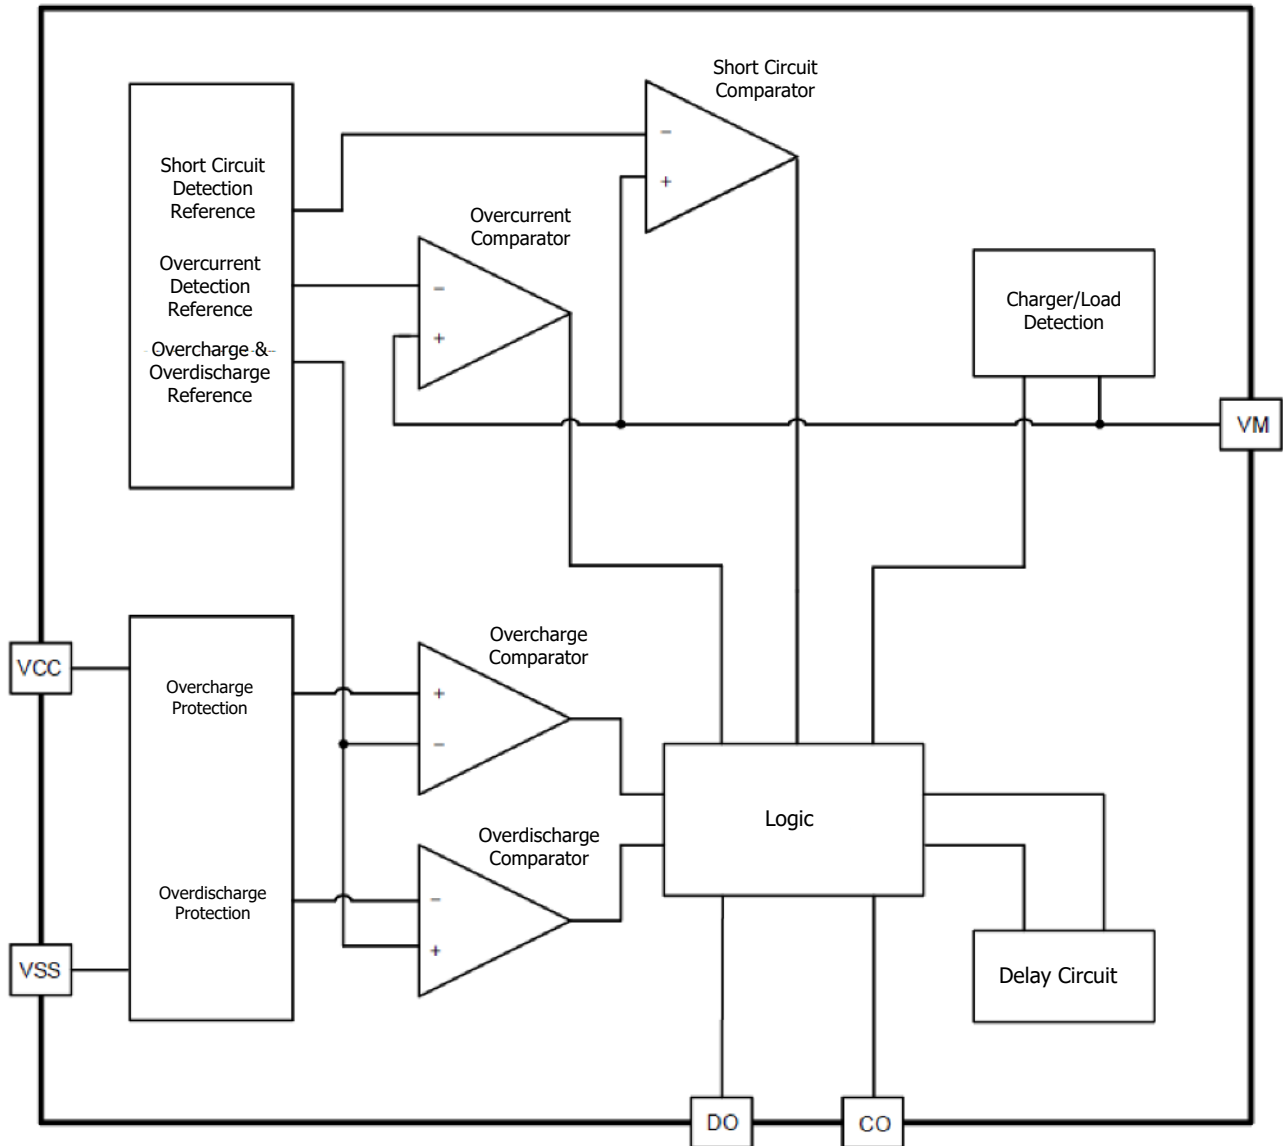 Short Circuit
Comparator
Short Circuit
Detection
Reference
Overcurrent
Comparator
Overcurrent
Detection
Reference
Overcharge &
Overdischarge
Reference
Charger/Load
Detection
−
+
−
+
VM
VCC
Overcharge
Protection
Overcharge
Comparator
+
−
Logic
Overdischarge
Comparator
Overdischarge
Protection
−
+
VSS
Delay Circuit
DO
CO